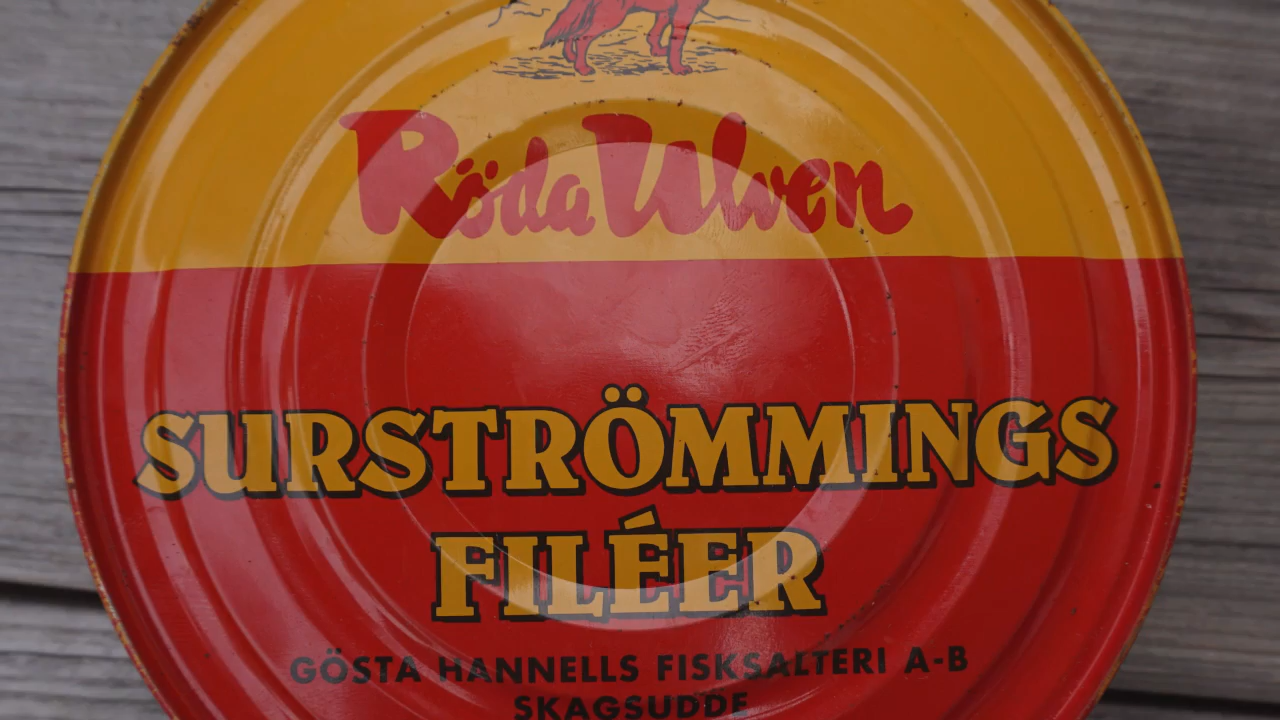 Röda Ulven
SURSTRÖMMINGS
FILÉER
GÖSTA HANNELLS FISKSALTERI A-B
SKAGSUDDE